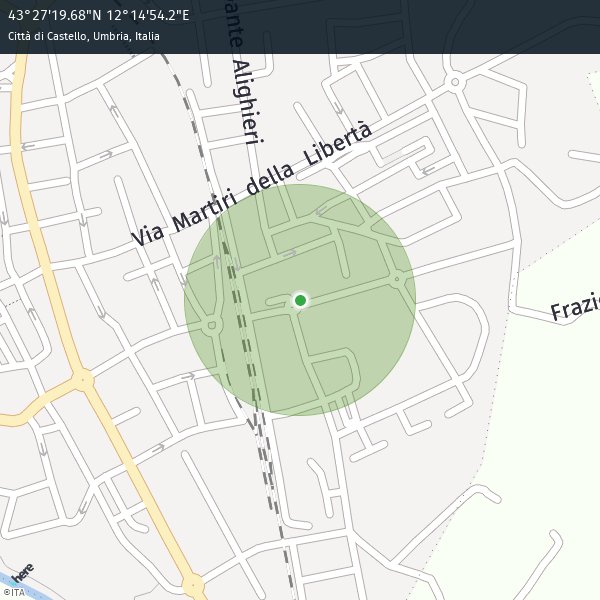 43°27'19.68"N 12°14'54.2"E
Città di Castello, Umbria, Italia
ante Alighieri
Via Martiri della Libertà
Frazio
here
©ITA